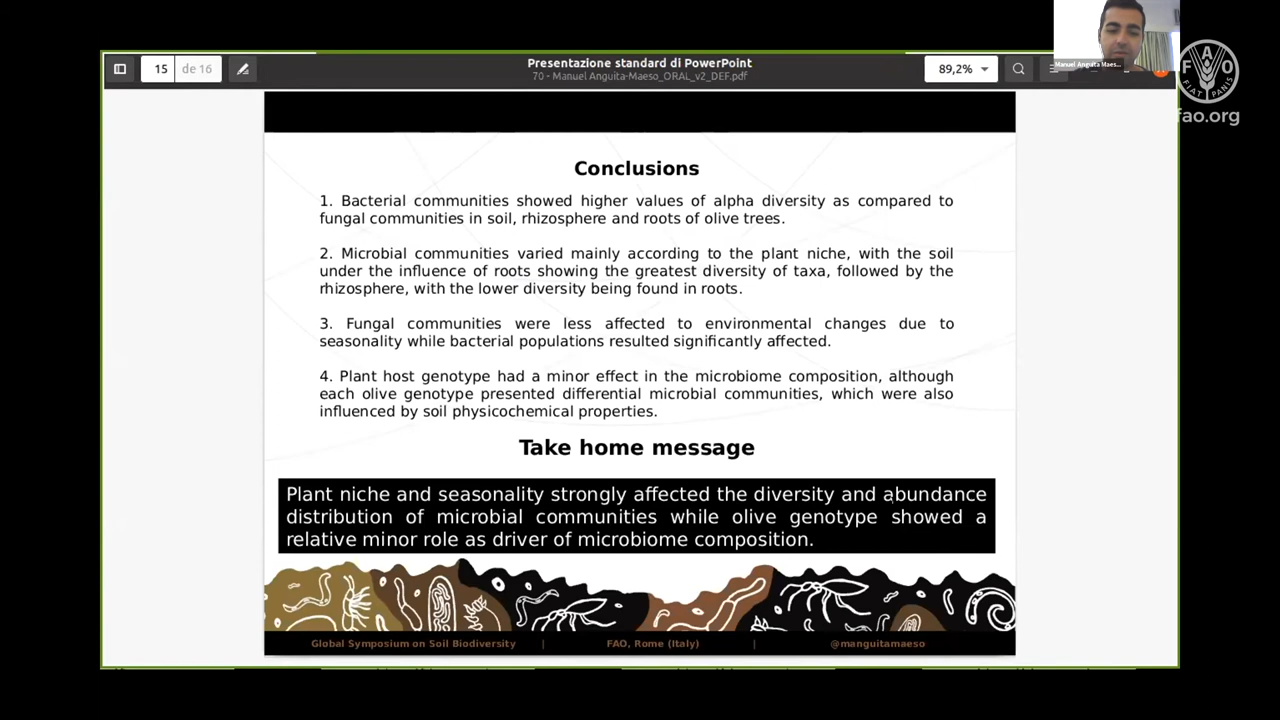 Presentazione standard di PowerPoint
70 - Manuel Anguita-Maeso_ORAL_v2_DEF.pdf
15 de 16
89,2%
Manuel Anguita Maes...
F A O
FIAT PANIS
fao.org
Conclusions
1. Bacterial communities showed higher values of alpha diversity as compared to
fungal communities in soil, rhizosphere and roots of olive trees.
2. Microbial communities varied mainly according to the plant niche, with the soil
under the influence of roots showing the greatest diversity of taxa, followed by the
rhizosphere, with the lower diversity being found in roots.
3. Fungal communities were less affected to environmental changes due to
seasonality while bacterial populations resulted significantly affected.
4. Plant host genotype had a minor effect in the microbiome composition, although
each olive genotype presented differential microbial communities, which were also
influenced by soil physicochemical properties.
Take home message
Plant niche and seasonality strongly affected the diversity and abundance
distribution of microbial communities while olive genotype showed a
relative minor role as driver of microbiome composition.
Global Symposium on Soil Biodiversity | FAO, Rome (Italy) | @manguitamaeso